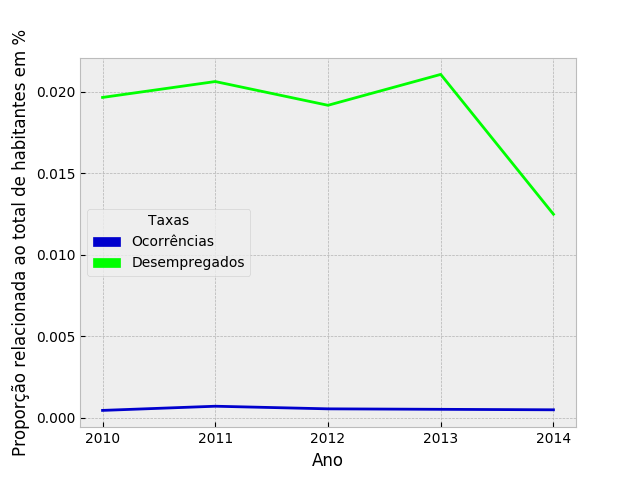 Proporção relacionada ao total de habitantes em %
0.020
0.015
0.010
0.005
0.000
Taxas
Ocorrências
Desempregados
2010 2011 2012 2013 2014
Ano